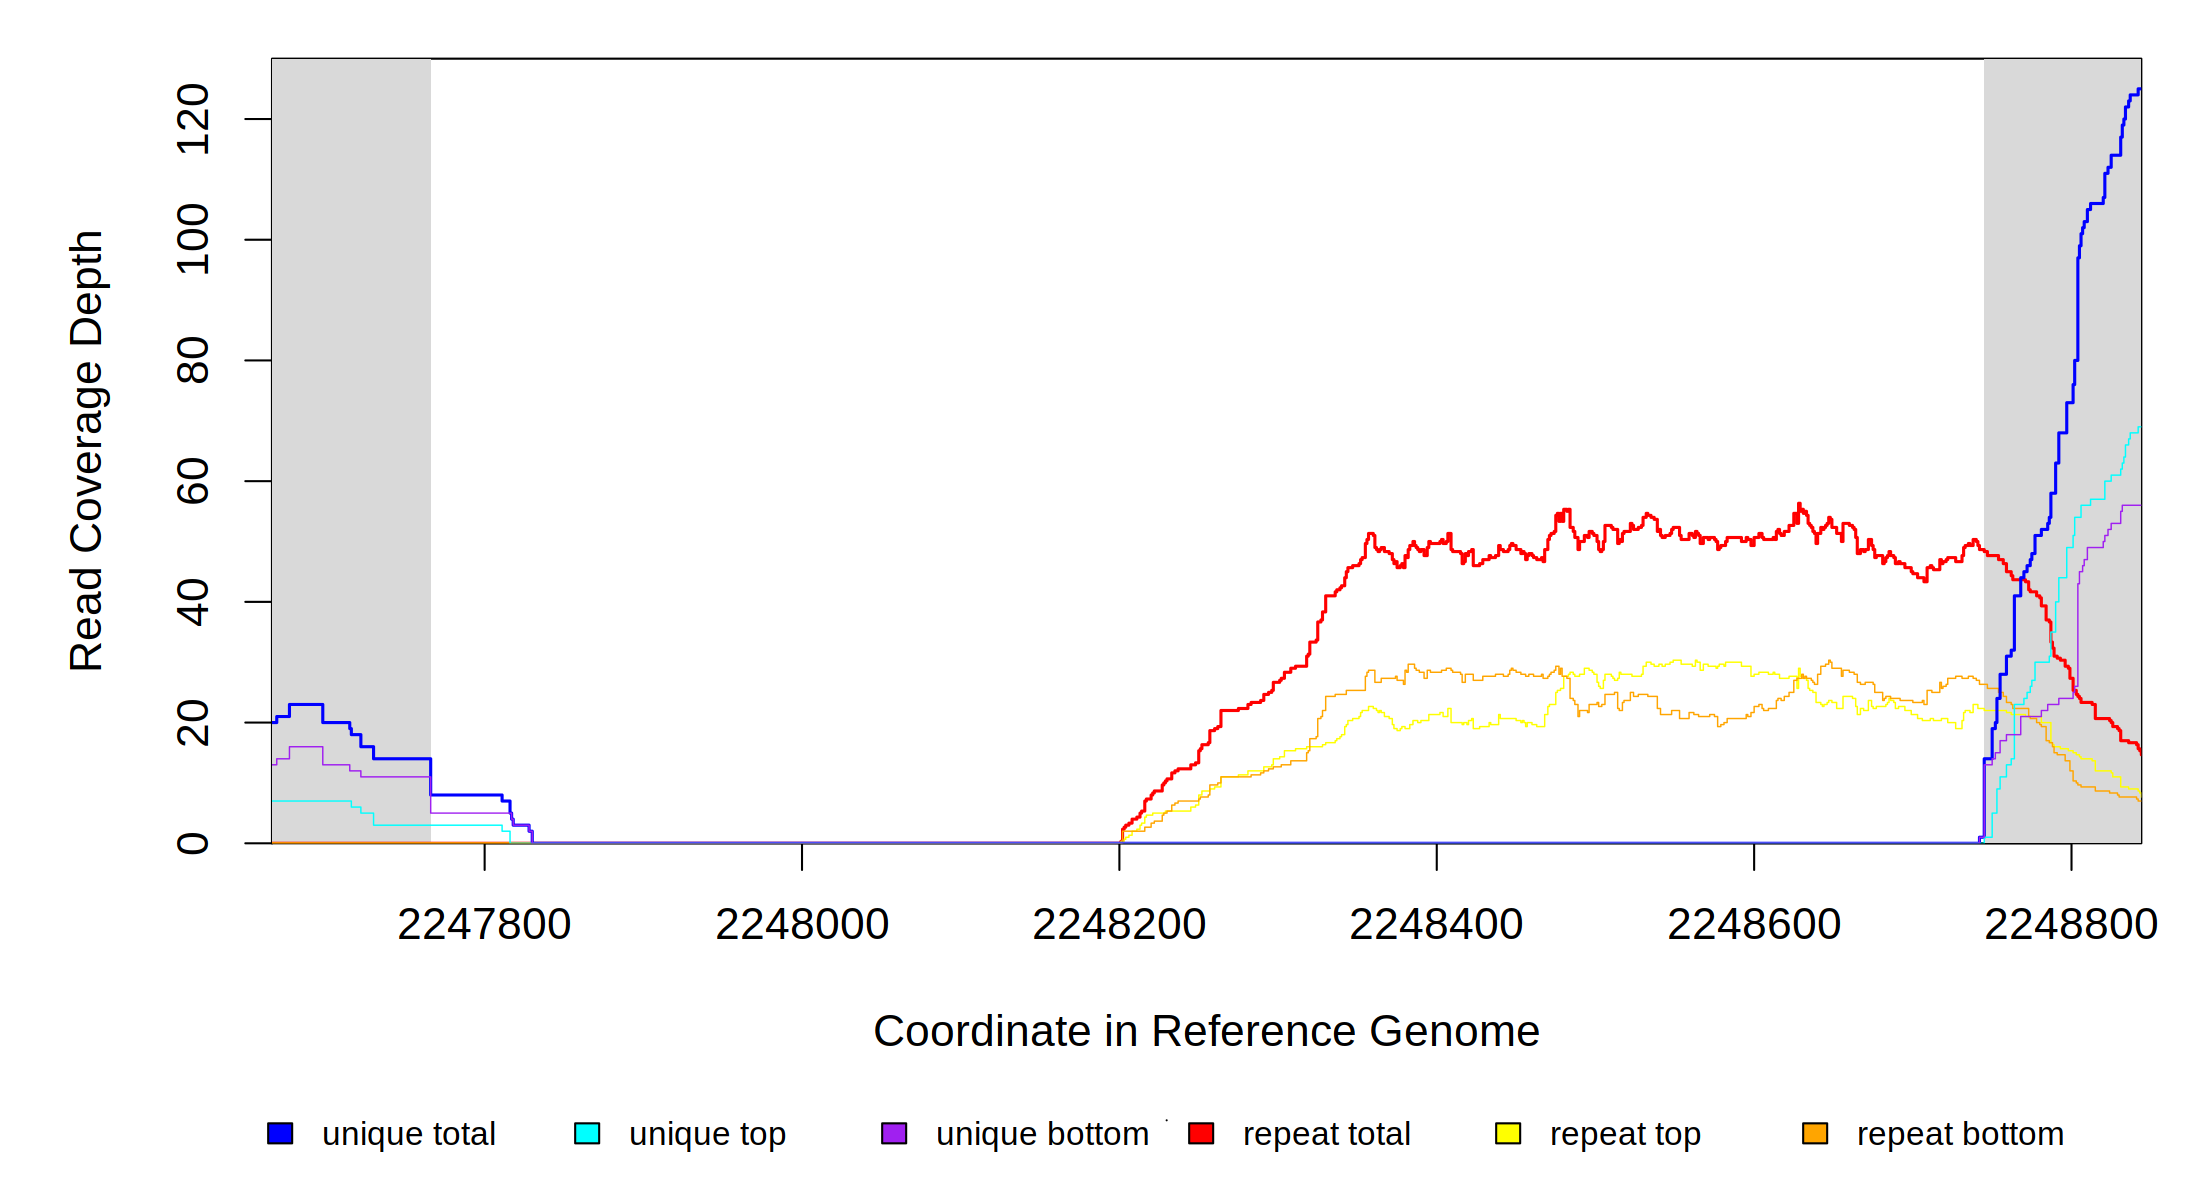 120
100
80
60
40
20
0
Read Coverage Depth
2247800 2248000 2248200 2248400 2248600 2248800
Coordinate in Reference Genome
unique total unique top unique bottom repeat total repeat top repeat bottom